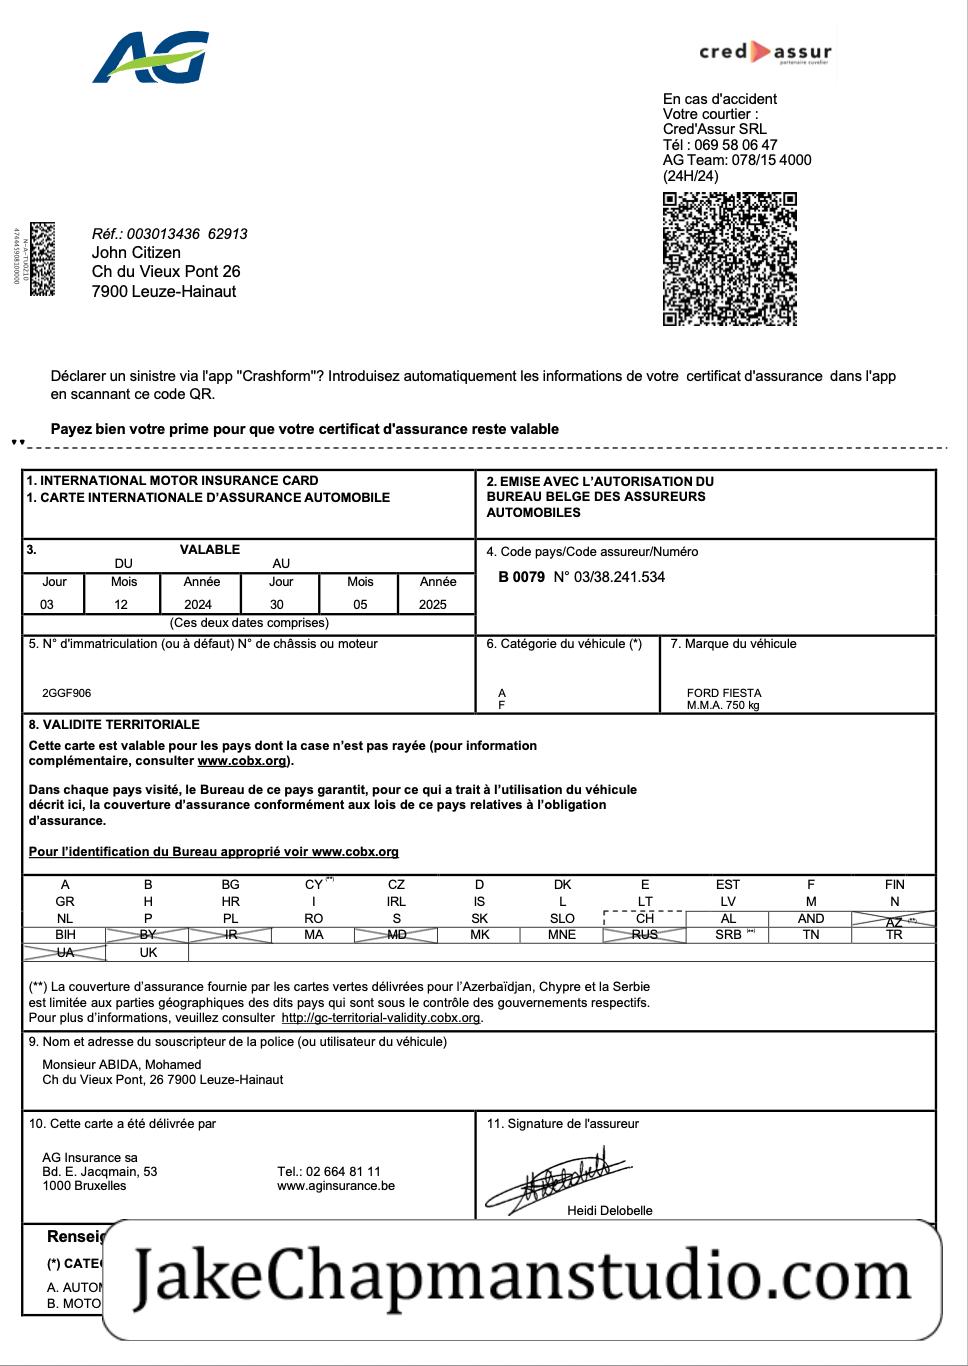 AG
cred assur
partenaire cuvelier
En cas d'accident
Votre courtier :
Cred'Assur SRL
Tél : 069 58 06 47
AG Team: 078/15 4000
(24H/24)
Réf.: 003013436 62913
John Citizen
Ch du Vieux Pont 26
7900 Leuze-Hainaut
Déclarer un sinistre via l'app "Crashform"? Introduisez automatiquement les informations de votre certificat d'assurance dans l'app
en scannant ce code QR.
Payez bien votre prime pour que votre certificat d'assurance reste valable
1. INTERNATIONAL MOTOR INSURANCE CARD
1. CARTE INTERNATIONALE D’ASSURANCE AUTOMOBILE
2. EMISE AVEC L’AUTORISATION DU
BUREAU BELGE DES ASSUREURS
AUTOMOBILES
3. VALABLE
DU AU
Jour Mois Année Jour Mois Année
03 12 2024 30 05 2025
(Ces deux dates comprises)
4. Code pays/Code assureur/Numéro
B 0079 N° 03/38.241.534
5. N° d'immatriculation (ou à défaut) N° de châssis ou moteur
2GGF906
6. Catégorie du véhicule (*)
A
F
7. Marque du véhicule
FORD FIESTA
M.M.A. 750 kg
8. VALIDITE TERRITORIALE
Cette carte est valable pour les pays dont la case n’est pas rayée (pour information
complémentaire, consulter www.cobx.org).
Dans chaque pays visité, le Bureau de ce pays garantit, pour ce qui a trait à l’utilisation du véhicule
décrit ici, la couverture d’assurance conformément aux lois de ce pays relatives à l’obligation
d’assurance.
Pour l’identification du Bureau approprié voir www.cobx.org
A B BG CY (**) CZ D DK E EST F FIN
GR H HR I IRL IS L LT LV M N
NL P PL RO S SK SLO CH AL AND AZ (**)
BIH BY IR MA MD MK MNE RUS SRB (**) TN TR
UA UK
(**) La couverture d’assurance fournie par les cartes vertes délivrées pour l’Azerbaïdjan, Chypre et la Serbie
est limitée aux parties géographiques des dits pays qui sont sous le contrôle des gouvernements respectifs.
Pour plus d’informations, veuillez consulter http://gc-territorial-validity.cobx.org.
9. Nom et adresse du souscripteur de la police (ou utilisateur du véhicule)
Monsieur ABIDA, Mohamed
Ch du Vieux Pont, 26 7900 Leuze-Hainaut
10. Cette carte a été délivrée par
AG Insurance sa
Bd. E. Jacqmain, 53 Tel.: 02 664 81 11
1000 Bruxelles www.aginsurance.be
11. Signature de l'assureur
Heidi Delobelle
Renseig
(*) CATE
A. AUTOM
B. MOTO
JakeChapmanstudio.com